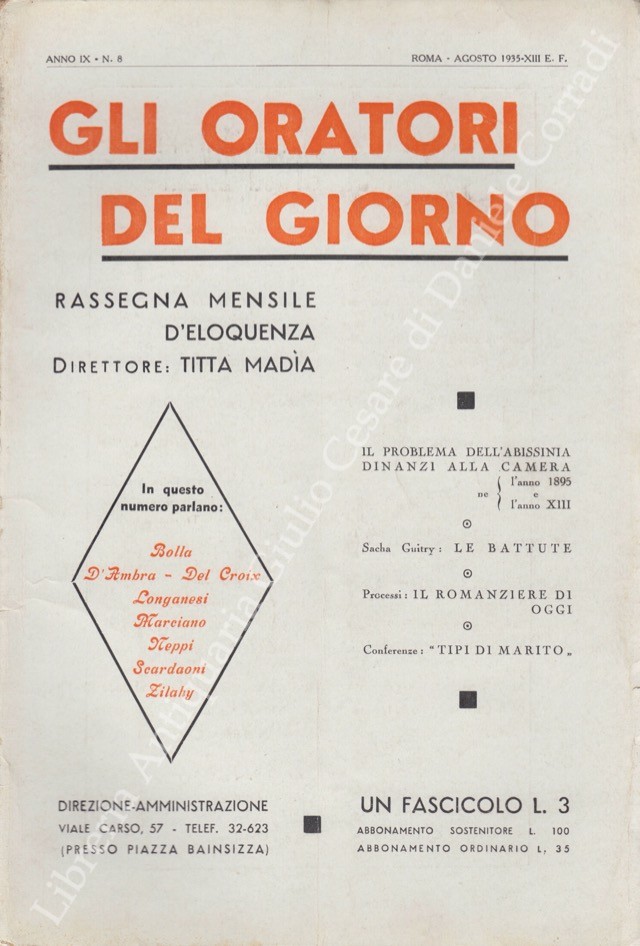 ANNO IX - N. 8
ROMA - AGOSTO 1935-XIII E. F.
GLI ORATORI
DEL GIORNO
RASSEGNA MENSILE
D'ELOQUENZA
DIRETTORE: TITTA MADÌA
In questo
numero parlano:
Bolla
D'Ambra - Del Croix
Longanesi
Marciano
Neppi
Scardaoni
Zilahy
IL PROBLEMA DELL'ABISSINIA
DINANZI ALLA CAMERA
ne { l'anno 1895
e
l'anno XIII
Sacha Guitry: LE BATTUTE
Processi: IL ROMANZIERE DI
OGGI
Conferenze: "TIPI DI MARITO„
DIREZIONE-AMMINISTRAZIONE
VIALE CARSO, 57 - TELEF. 32-623
(PRESSO PIAZZA BAINSIZZA)
UN FASCICOLO L. 3
ABBONAMENTO SOSTENITORE L. 100
ABBONAMENTO ORDINARIO L. 35
Libreria Antiquaria Giulio Cesare di Daniele Corradi